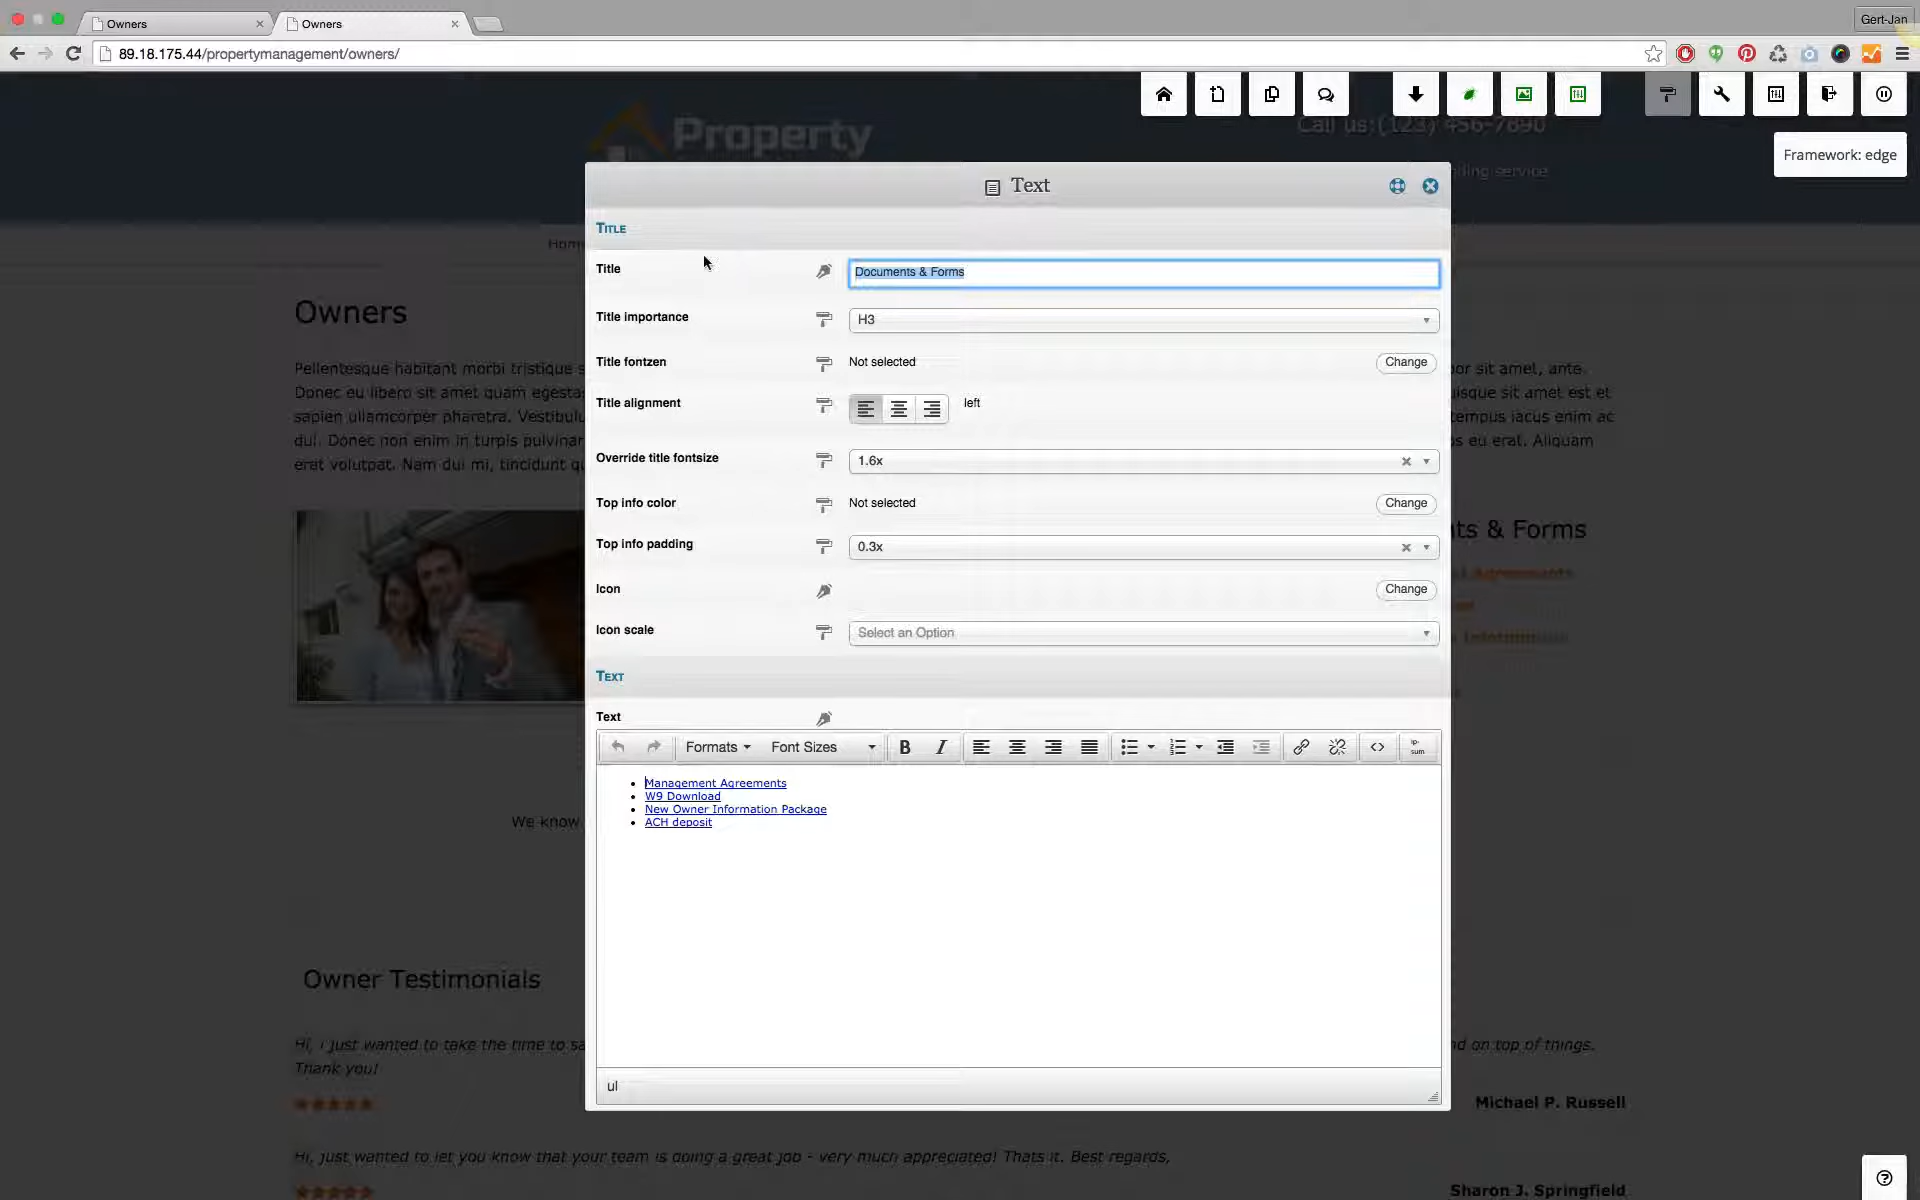 Owners
Owners
Gert-Jan
89.18.175.44/propertymanagement/owners/
Property
Call us:(123) 456-7890
Framework: edge
service
Text
Title
Title
Documents & Forms
Title importance
H3
Title fontzen
Not selected
Change
Title alignment
left
Override title fontsize
1.6x
Top info color
Not selected
Change
Top info padding
0.3x
Icon
Change
Icon scale
Select an Option
Text
Text
Formats
Font Sizes
B I
ip-
sum
Management Agreements
W9 Download
New Owner Information Package
ACH deposit
ul
Home
Owners
Pellentesque habitant morbi tristique
sit amet, ante.
Donec eu libero sit amet quam
sit amet est et
sapien ullamcorper pharetra.
tempus lacus enim ac
dui. Donec non enim in turpis
eu erat. Aliquam
erat volutpat. Nam dui mi, tincidunt
& Forms
Agreements
Information
We know
Owner Testimonials
Hi, i just wanted to take the time to
on top of things.
Thank you!
Michael P. Russell
Hi, just wanted to let you know that your team is doing a great job - very much appreciated! Thats it. Best regards,
Sharon J. Springfield